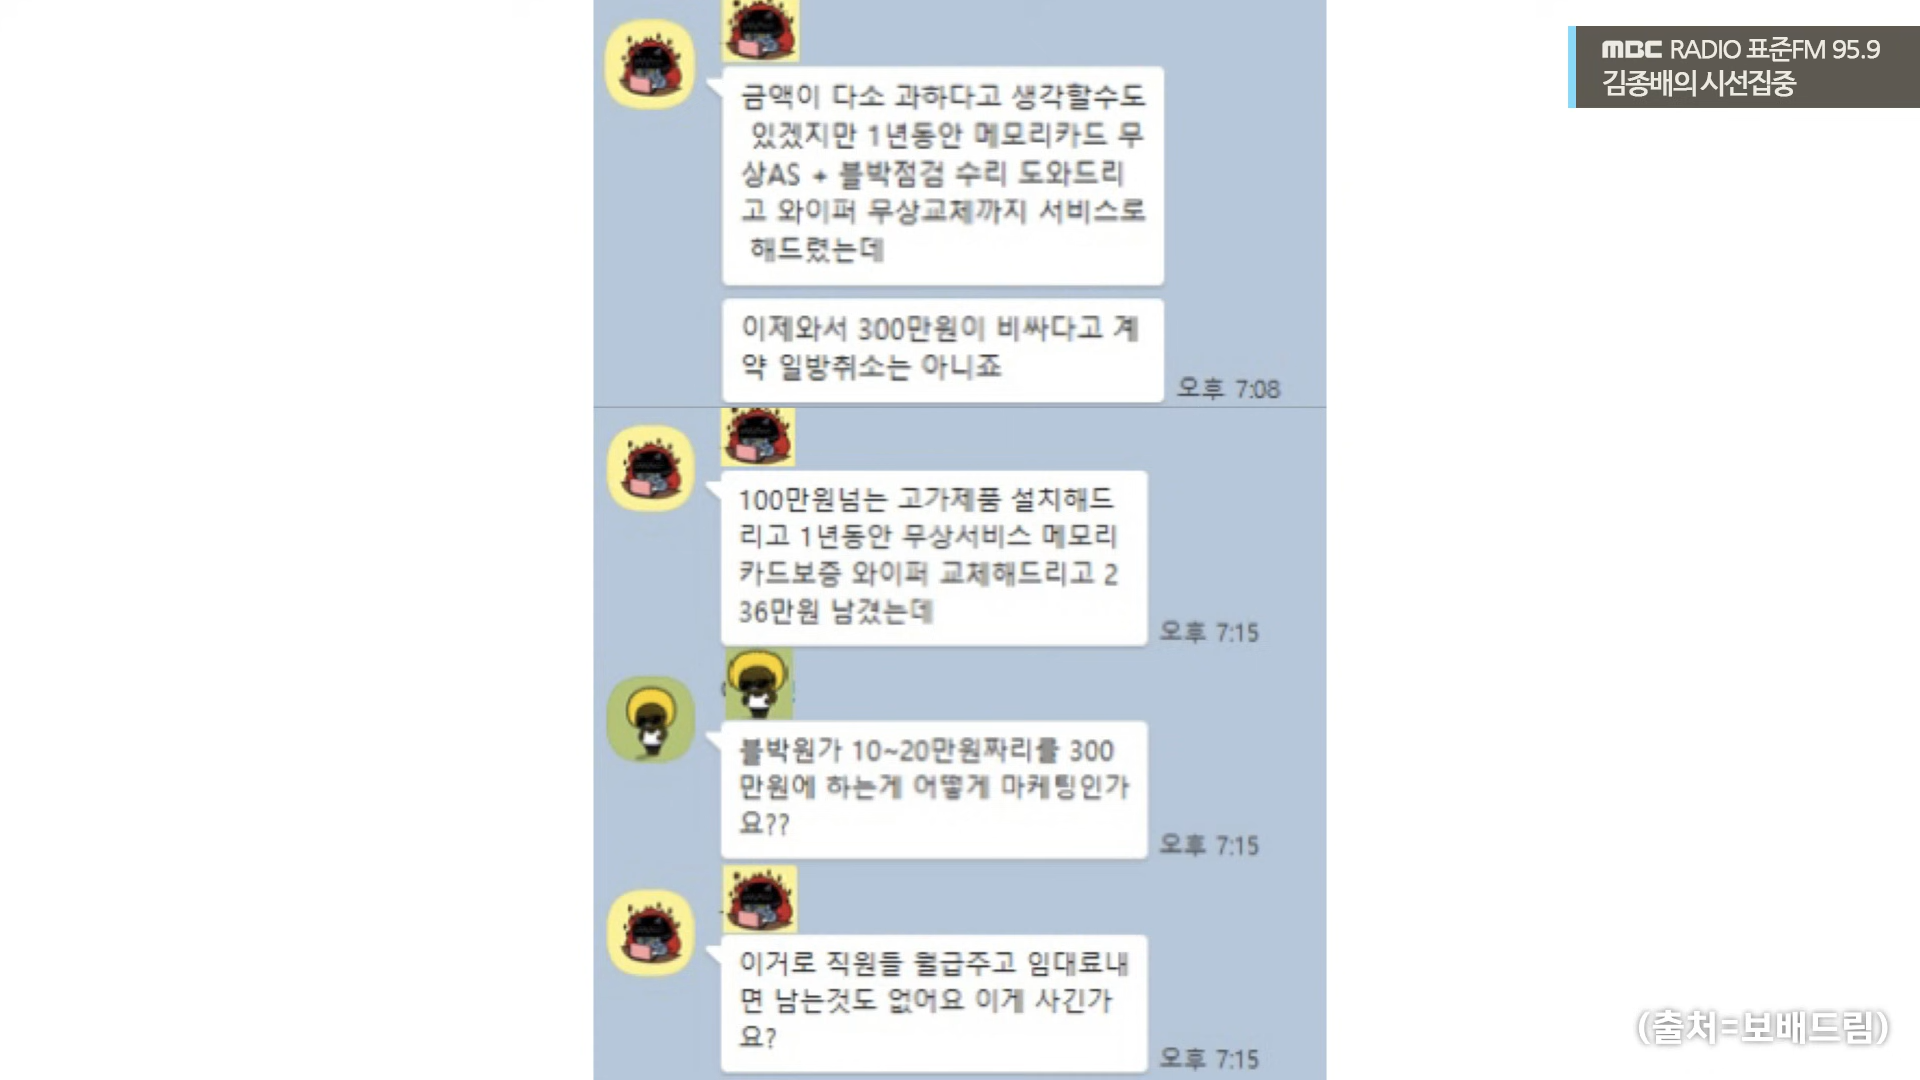 MBC RADIO 표준FM 95.9
김종배의 시선집중
금액이 다소 과하다고 생각할수도
있겠지만 1년동안 메모리카드 무
상AS + 블박점검 수리 도와드리
고 와이퍼 무상교체까지 서비스로
해드렸는데
이제와서 300만원이 비싸다고 계
약 일방취소는 아니죠
오후 7:08
100만원넘는 고가제품 설치해드
리고 1년동안 무상서비스 메모리
카드보증 와이퍼 교체해드리고 2
36만원 남겼는데
오후 7:15
블박원가 10~20만원짜리를 300
만원에 하는게 어떻게 마케팅인가
요??
오후 7:15
이거로 직원들 월급주고 임대료내
면 남는것도 없어요 이게 사긴가
요?
오후 7:15
(출처=보배드림)